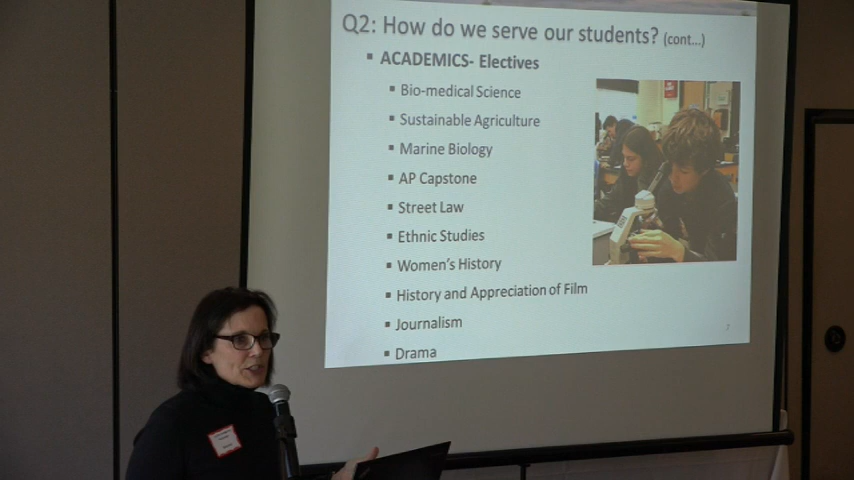 Q2: How do we serve our students? (cont...)
▪ ACADEMICS- Electives
▪ Bio-medical Science
▪ Sustainable Agriculture
▪ Marine Biology
▪ AP Capstone
▪ Street Law
▪ Ethnic Studies
▪ Women's History
▪ History and Appreciation of Film
▪ Journalism
▪ Drama
7